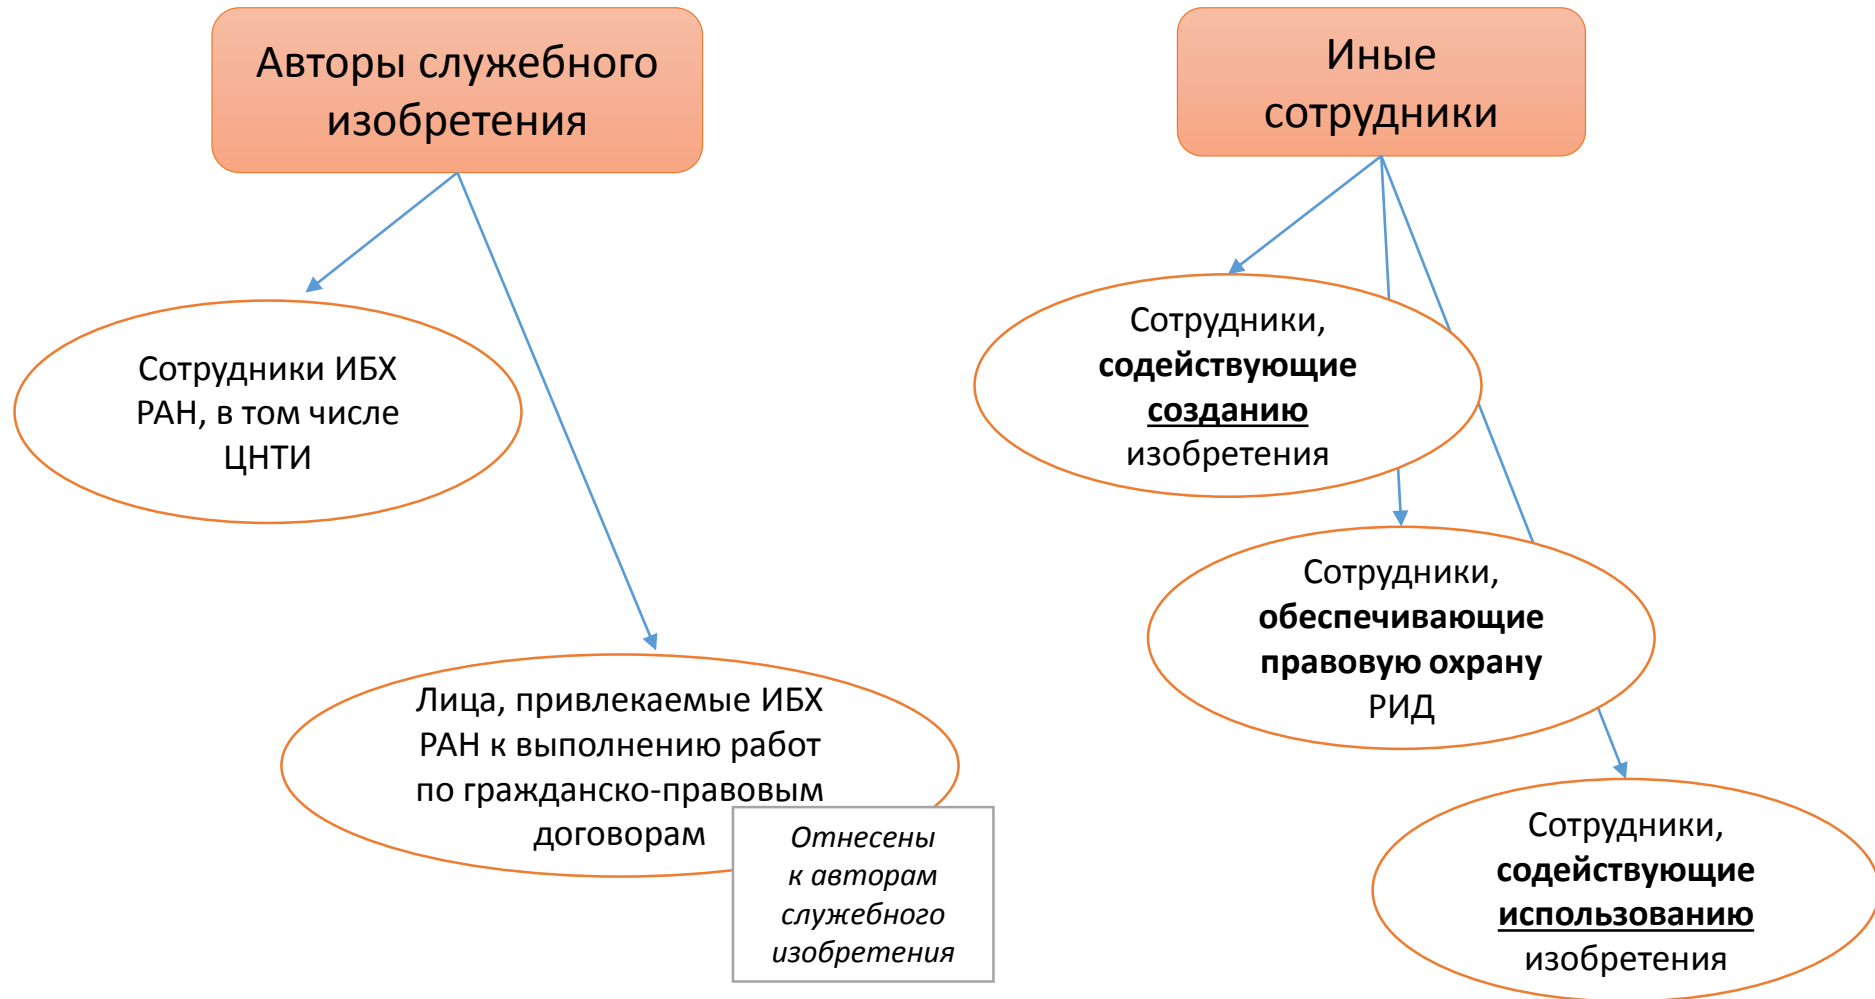 Авторы служебного
изобретения
Сотрудники ИБХ
РАН, в том числе
ЦНТИ
Лица, привлекаемые ИБХ
РАН к выполнению работ
по гражданско-правовым
договорам
Отнесены
к авторам
служебного
изобретения
Иные
сотрудники
Сотрудники,
содействующие
созданию
изобретения
Сотрудники,
обеспечивающие
правовую охрану
РИД
Сотрудники,
содействующие
использованию
изобретения